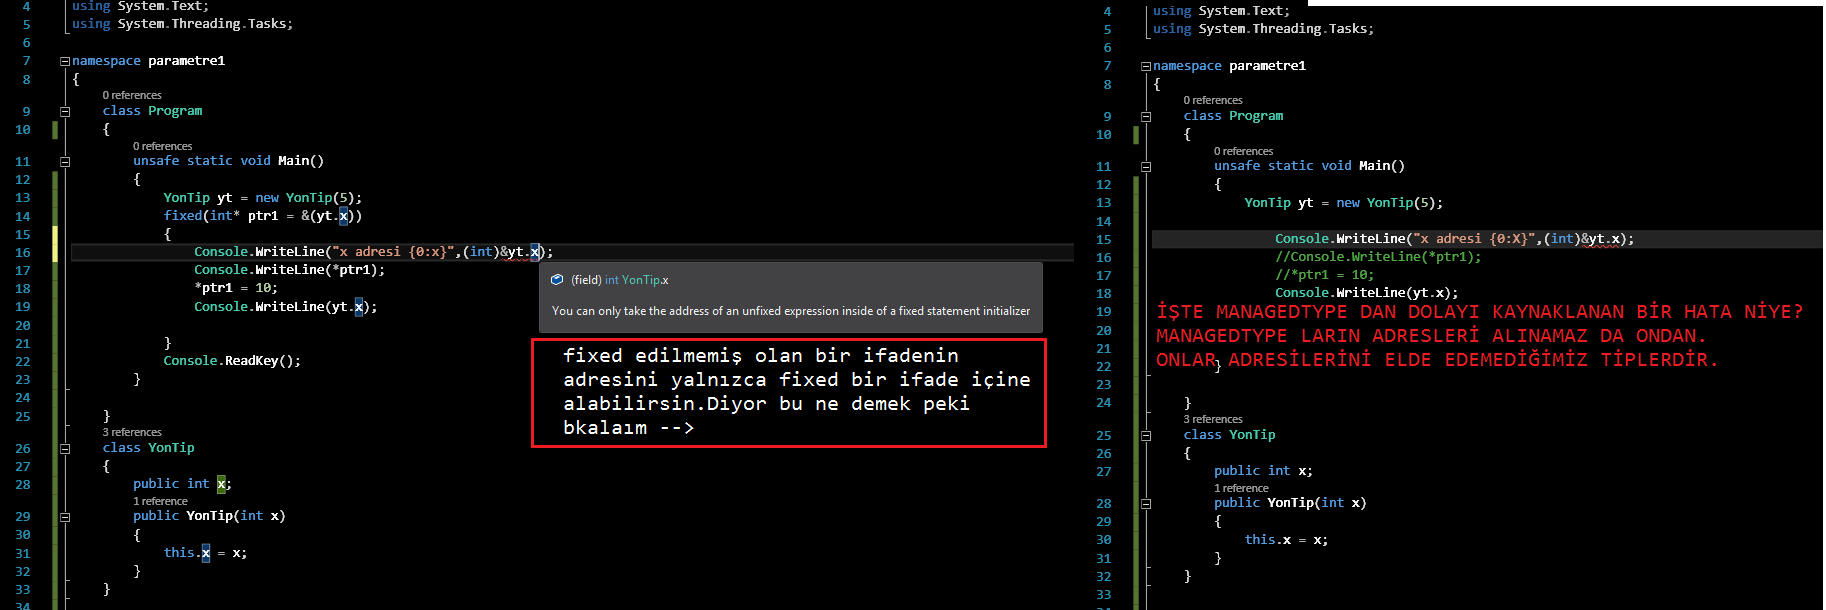 4 using System.Text;
5 using System.Threading.Tasks;
6
7 namespace parametre1
8 {
0 references
9 class Program
10 {
0 references
11 unsafe static void Main()
12 {
13 YonTip yt = new YonTip(5);
14 fixed(int* ptr1 = &(yt.x))
15 {
16 Console.WriteLine("x adresi {0:x}",(int)&yt.x);
17 Console.WriteLine(*ptr1);
18 *ptr1 = 10;
19 Console.WriteLine(yt.x);
20
21 }
22 Console.ReadKey();
23 }
24
25 }
3 references
26 class YonTip
27 {
28 public int x;
1 reference
29 public YonTip(int x)
30 {
31 this.x = x;
32 }
33 }
34
(field) int YonTip.x
You can only take the address of an unfixed expression inside of a fixed statement initializer
fixed edilmemiş olan bir ifadenin
adresini yalnızca fixed bir ifade içine
alabilirsin.Diyor bu ne demek peki
bkalaım -->
4 using System.Text;
5 using System.Threading.Tasks;
6
7 namespace parametre1
8 {
0 references
9 class Program
10 {
0 references
11 unsafe static void Main()
12 {
13 YonTip yt = new YonTip(5);
14
15 Console.WriteLine("x adresi {0:X}",(int)&yt.x);
16 //Console.WriteLine(*ptr1);
17 //*ptr1 = 10;
18 Console.WriteLine(yt.x);
19 İŞTE MANAGEDTYPE DAN DOLAYI KAYNAKLANAN BİR HATA NİYE?
20 MANAGEDTYPE LARIN ADRESLERİ ALINAMAZ DA ONDAN.
21 ONLAR ADRESİLERİNİ ELDE EDEMEDİĞİMİZ TİPLERDİR.
22 }
23
24 }
3 references
25 class YonTip
26 {
27 public int x;
1 reference
28 public YonTip(int x)
29 {
30 this.x = x;
31 }
32 }
33